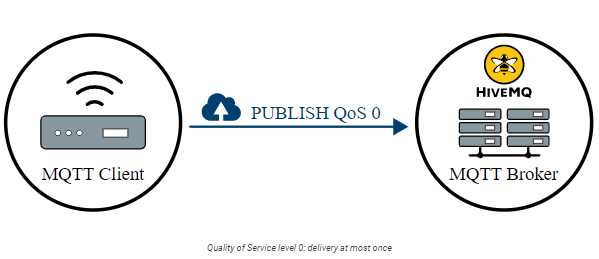 HIVEMQ
PUBLISH QoS 0
MQTT Client
MQTT Broker
Quality of Service level 0: delivery at most once